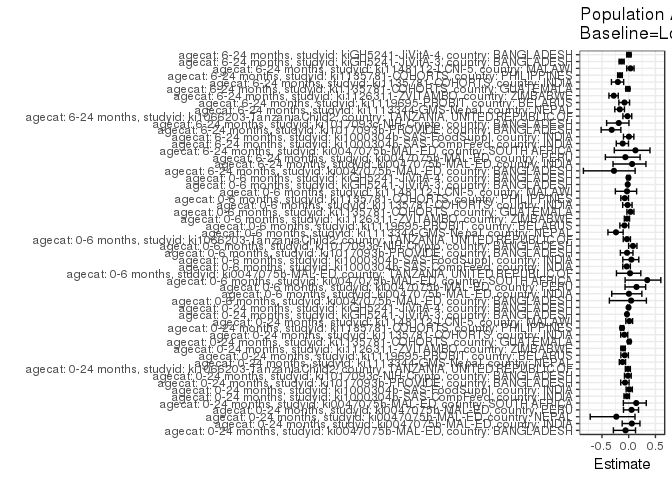 Population
Baseline=Lo
agecat: 6-24 months, studyid: kiGH5241-JiVitA-4, country: BANGLADESH
agecat: 6-24 months, studyid: kiGH5241-JiVitA-3, country: BANGLADESH
agecat: 6-24 months, studyid: ki1148112-LCNI-5, country: MALAWI
agecat: 6-24 months, studyid: ki1135781-COHORTS, country: PHILIPPINES
agecat: 6-24 months, studyid: ki1135781-COHORTS, country: INDIA
agecat: 6-24 months, studyid: ki1135781-COHORTS, country: GUATEMALA
agecat: 6-24 months, studyid: ki1126311-ZVITAMBO, country: ZIMBABWE
agecat: 6-24 months, studyid: ki1119695-PROBIT, country: BELARUS
agecat: 6-24 months, studyid: ki1113344-GMS-Nepal, country: NEPAL
agecat: 6-24 months, studyid: ki1066203-TanzaniaChild2, country: TANZANIA, UNITED REPUBLIC OF
agecat: 6-24 months, studyid: ki1017093c-NIH-Crypto, country: BANGLADESH
agecat: 6-24 months, studyid: ki1017093b-PROVIDE, country: BANGLADESH
agecat: 6-24 months, studyid: ki1000304b-SAS-FoodSuppl, country: INDIA
agecat: 6-24 months, studyid: ki1000304b-SAS-CompFeed, country: INDIA
agecat: 6-24 months, studyid: ki0047075b-MAL-ED, country: SOUTH AFRICA
agecat: 6-24 months, studyid: ki0047075b-MAL-ED, country: PERU
agecat: 6-24 months, studyid: ki0047075b-MAL-ED, country: INDIA
agecat: 6-24 months, studyid: ki0047075b-MAL-ED, country: BANGLADESH
agecat: 0-6 months, studyid: kiGH5241-JiVitA-4, country: BANGLADESH
agecat: 0-6 months, studyid: kiGH5241-JiVitA-3, country: BANGLADESH
agecat: 0-6 months, studyid: ki1148112-LCNI-5, country: MALAWI
agecat: 0-6 months, studyid: ki1135781-COHORTS, country: PHILIPPINES
agecat: 0-6 months, studyid: ki1135781-COHORTS, country: INDIA
agecat: 0-6 months, studyid: ki1135781-COHORTS, country: GUATEMALA
agecat: 0-6 months, studyid: ki1126311-ZVITAMBO, country: ZIMBABWE
agecat: 0-6 months, studyid: ki1119695-PROBIT, country: BELARUS
agecat: 0-6 months, studyid: ki1113344-GMS-Nepal, country: NEPAL
agecat: 0-6 months, studyid: ki1066203-TanzaniaChild2, country: TANZANIA, UNITED REPUBLIC OF
agecat: 0-6 months, studyid: ki1017093c-NIH-Crypto, country: BANGLADESH
agecat: 0-6 months, studyid: ki1017093b-PROVIDE, country: BANGLADESH
agecat: 0-6 months, studyid: ki1000304b-SAS-FoodSuppl, country: INDIA
agecat: 0-6 months, studyid: ki1000304b-SAS-CompFeed, country: INDIA
agecat: 0-6 months, studyid: ki0047075b-MAL-ED, country: TANZANIA, UNITED REPUBLIC OF
agecat: 0-6 months, studyid: ki0047075b-MAL-ED, country: SOUTH AFRICA
agecat: 0-6 months, studyid: ki0047075b-MAL-ED, country: PERU
agecat: 0-6 months, studyid: ki0047075b-MAL-ED, country: INDIA
agecat: 0-6 months, studyid: ki0047075b-MAL-ED, country: BANGLADESH
agecat: 0-24 months, studyid: kiGH5241-JiVitA-4, country: BANGLADESH
agecat: 0-24 months, studyid: kiGH5241-JiVitA-3, country: BANGLADESH
agecat: 0-24 months, studyid: ki1148112-LCNI-5, country: MALAWI
agecat: 0-24 months, studyid: ki1135781-COHORTS, country: PHILIPPINES
agecat: 0-24 months, studyid: ki1135781-COHORTS, country: INDIA
agecat: 0-24 months, studyid: ki1135781-COHORTS, country: GUATEMALA
agecat: 0-24 months, studyid: ki1126311-ZVITAMBO, country: ZIMBABWE
agecat: 0-24 months, studyid: ki1119695-PROBIT, country: BELARUS
agecat: 0-24 months, studyid: ki1113344-GMS-Nepal, country: NEPAL
agecat: 0-24 months, studyid: ki1066203-TanzaniaChild2, country: TANZANIA, UNITED REPUBLIC OF
agecat: 0-24 months, studyid: ki1017093c-NIH-Crypto, country: BANGLADESH
agecat: 0-24 months, studyid: ki1017093b-PROVIDE, country: BANGLADESH
agecat: 0-24 months, studyid: ki1000304b-SAS-FoodSuppl, country: INDIA
agecat: 0-24 months, studyid: ki1000304b-SAS-CompFeed, country: INDIA
agecat: 0-24 months, studyid: ki0047075b-MAL-ED, country: SOUTH AFRICA
agecat: 0-24 months, studyid: ki0047075b-MAL-ED, country: PERU
agecat: 0-24 months, studyid: ki0047075b-MAL-ED, country: NEPAL
agecat: 0-24 months, studyid: ki0047075b-MAL-ED, country: INDIA
agecat: 0-24 months, studyid: ki0047075b-MAL-ED, country: BANGLADESH
-0.5 0.0 0.5
Estimate